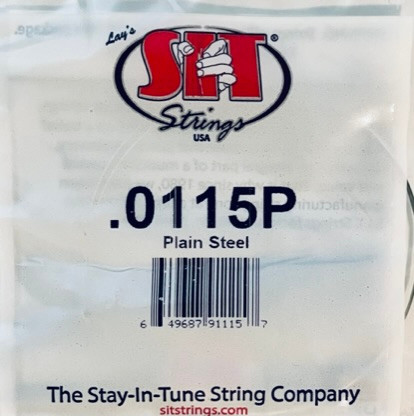 Lay's
SIT®
Strings
USA
.0115P
Plain Steel
6 49687 91115 7
The Stay-In-Tune String Company
sitstrings.com